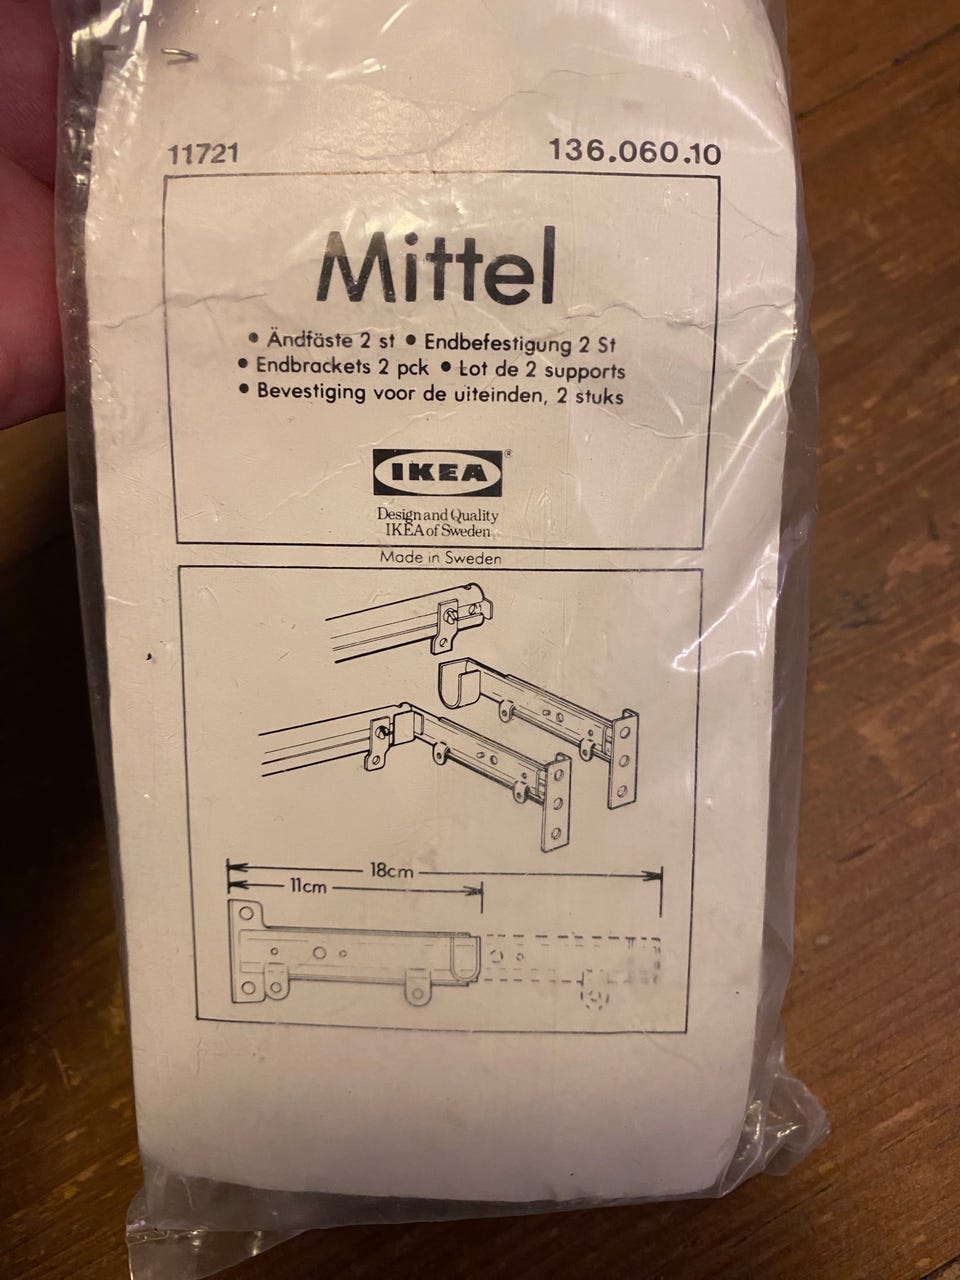 11721 136.060.10
Mittel
• Ändfäste 2 st • Endbefestigung 2 St
• Endbrackets 2 pck • Lot de 2 supports
• Bevestiging voor de uiteinden, 2 stuks
IKEA®
Design and Quality
IKEA of Sweden
Made in Sweden
18cm
11cm